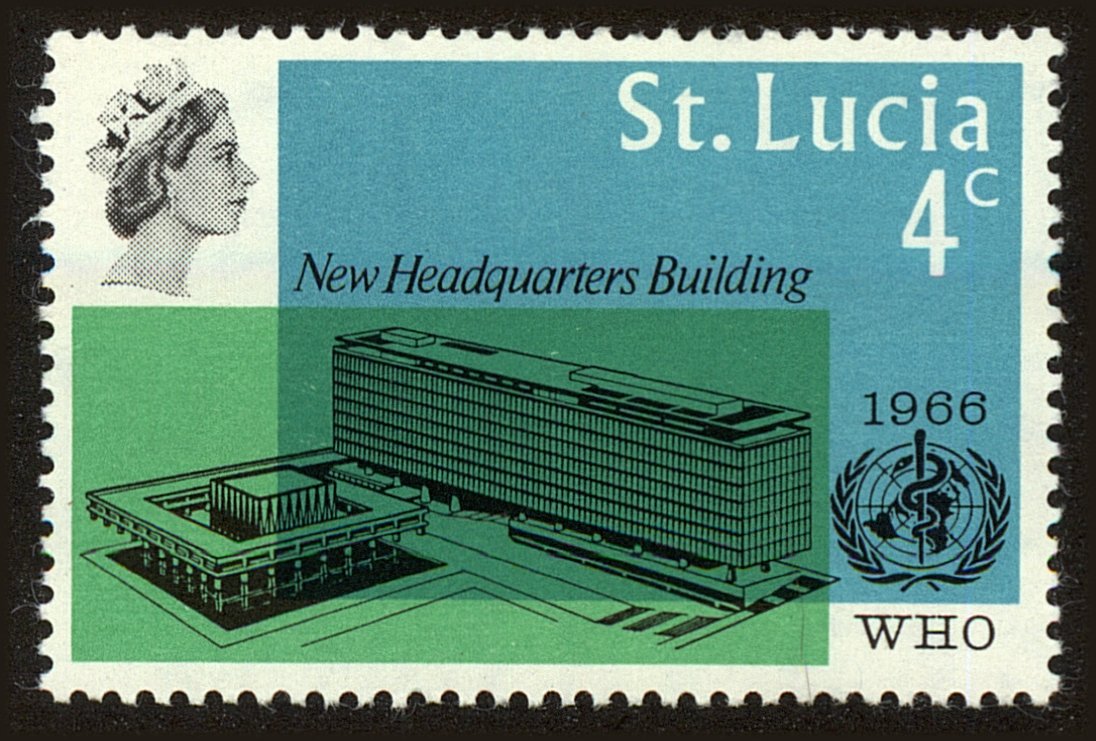 St. Lucia
4c
New Headquarters Building
1966
WHO